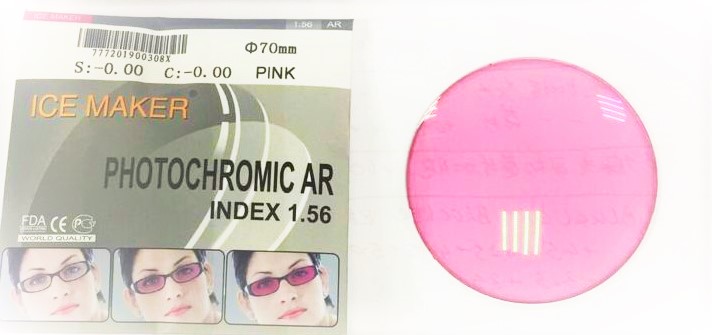 ICE MAKER
1.56 AR
777201900308X
Φ70mm
S:-0.00 C:-0.00 PINK
ICE MAKER
PHOTOCHROMIC AR
INDEX 1.56
FDA CE
WORLD QUALITY